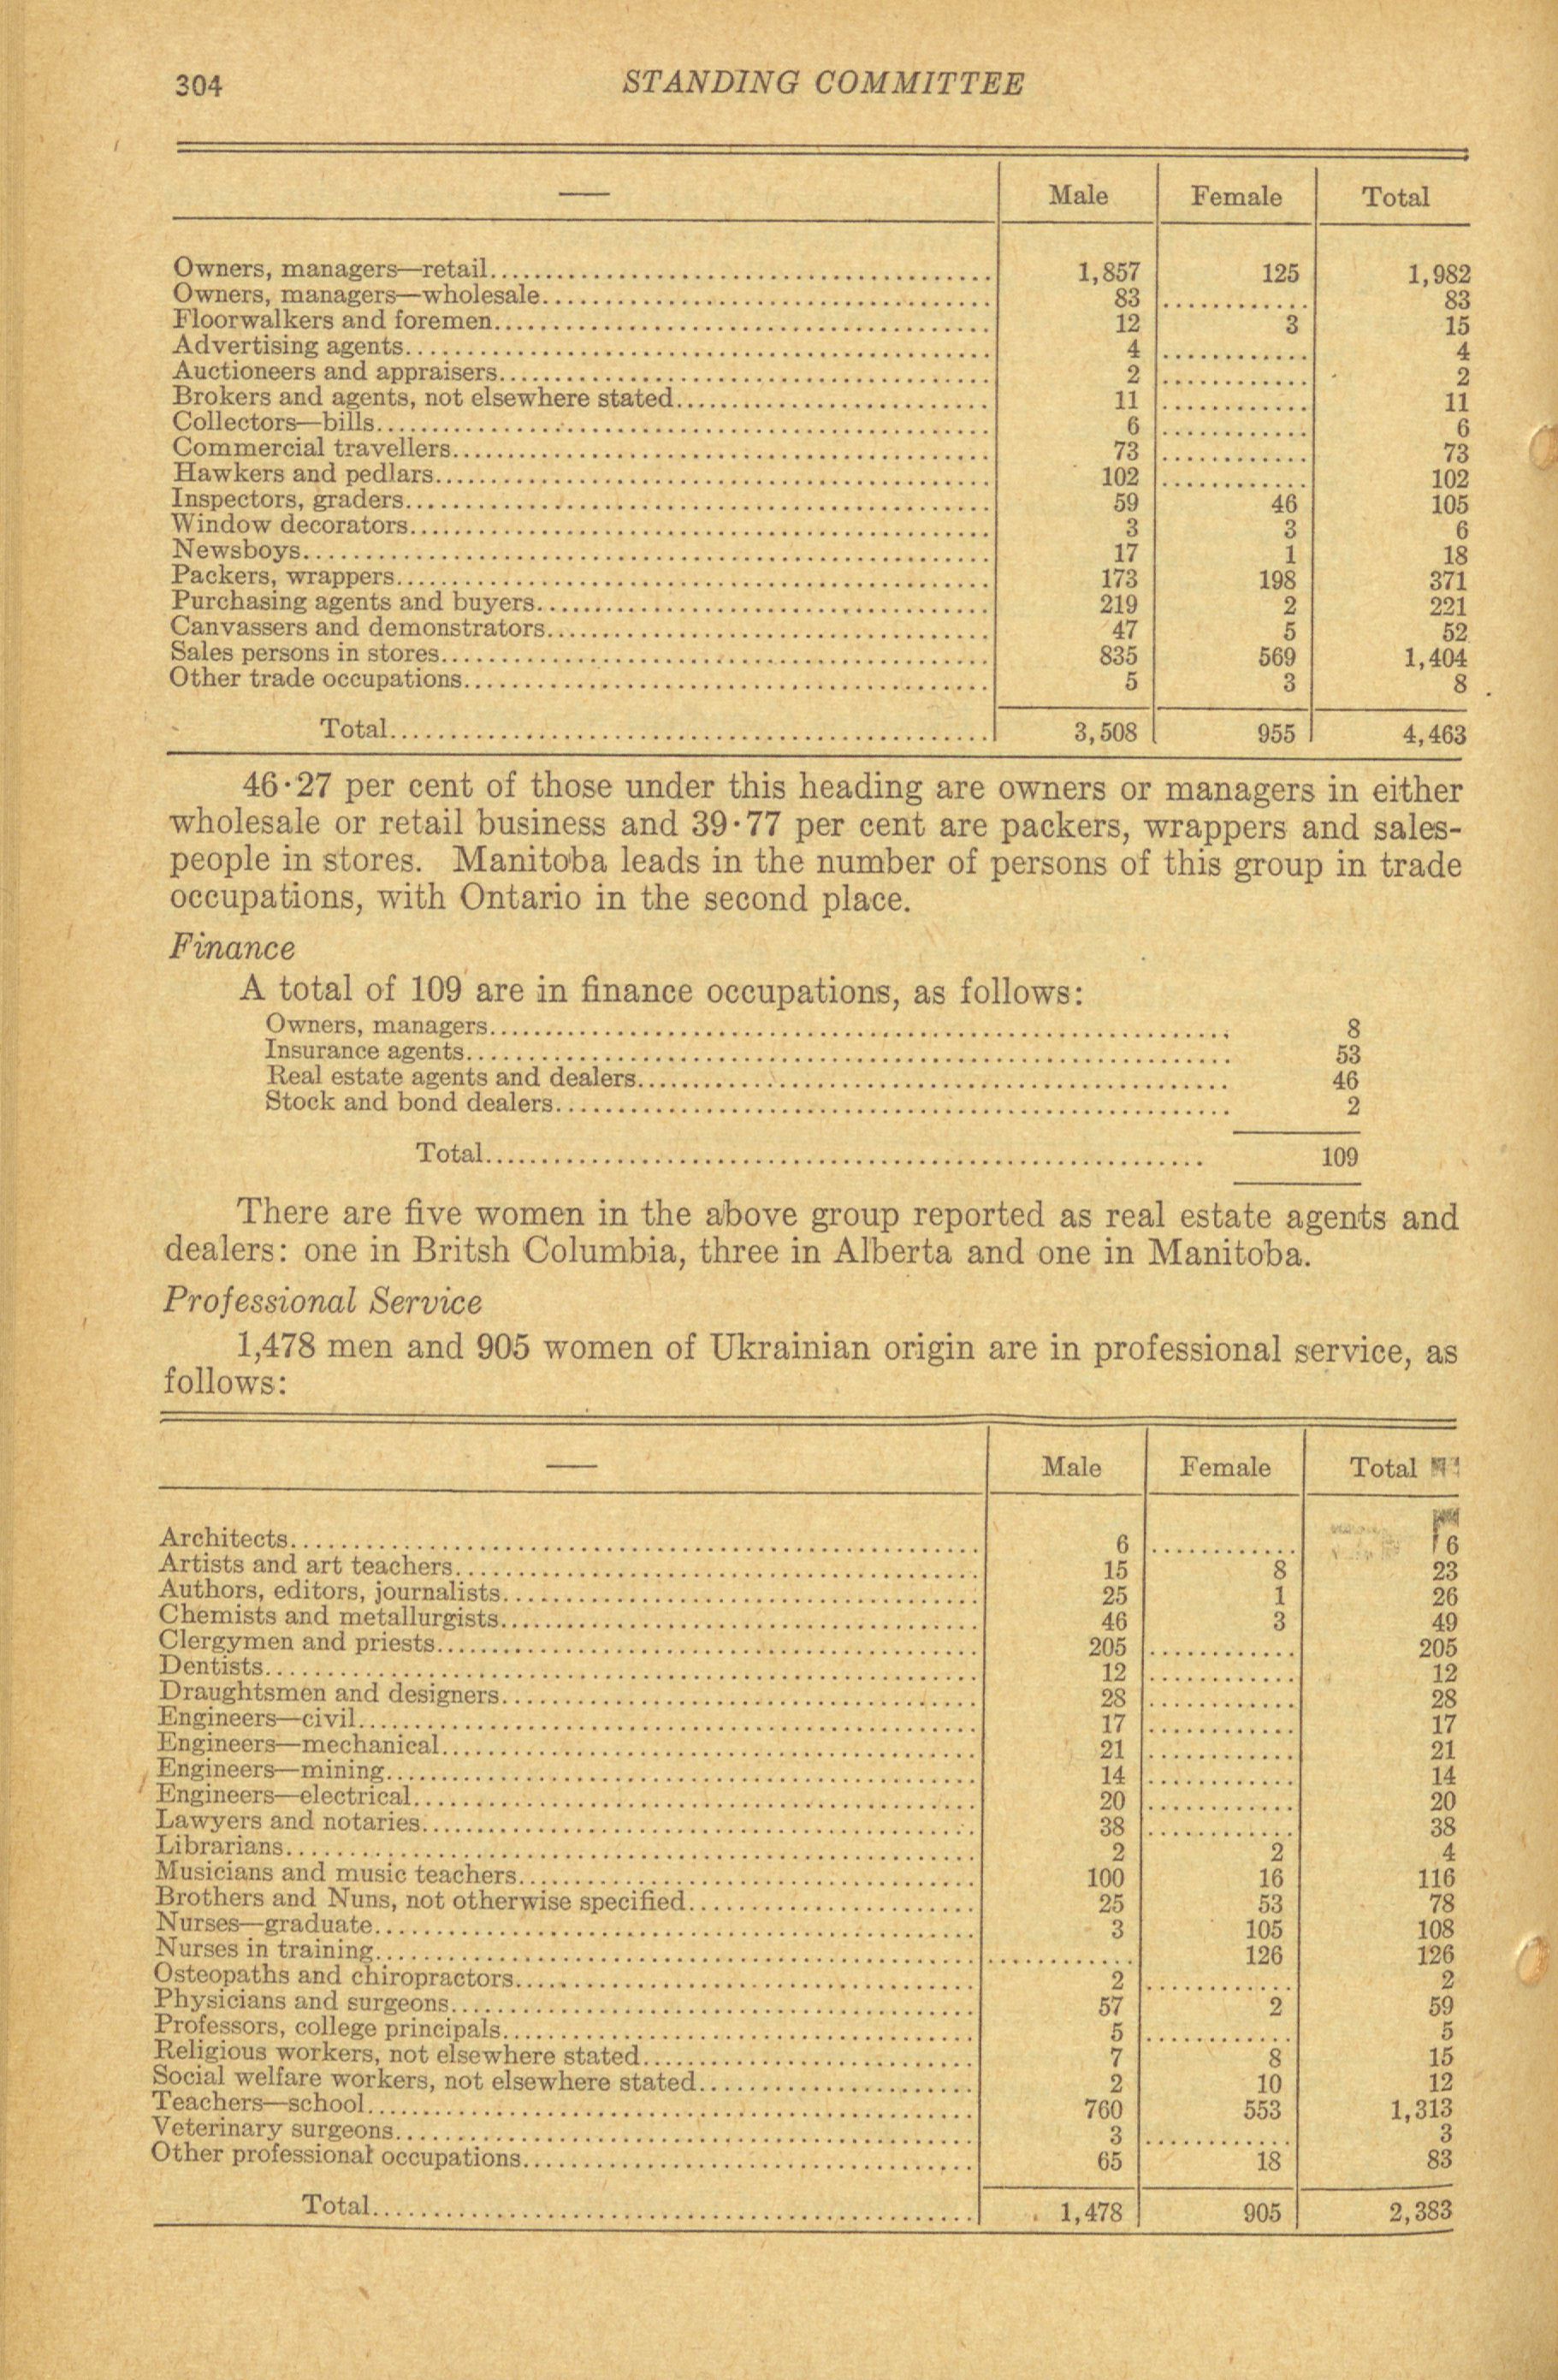 304 STANDING COMMITTEE
— Male Female Total
Owners, managers—retail 1,857 125 1,982
Owners, managers—wholesale 83 ............ 83
Floorwalkers and foremen 12 3 15
Advertising agents 4 ............ 4
Auctioneers and appraisers 2 ............ 2
Brokers and agents, not elsewhere stated 11 ............ 11
Collectors—bills 6 ............ 6
Commercial travellers 73 ............ 73
Hawkers and pedlars 102 ............ 102
Inspectors, graders 59 46 105
Window decorators 3 3 6
Newsboys 17 1 18
Packers, wrappers 173 198 371
Purchasing agents and buyers 219 2 221
Canvassers and demonstrators 47 5 52
Sales persons in stores 835 569 1,404
Other trade occupations 5 3 8
Total 3,508 955 4,463
46·27 per cent of those under this heading are owners or managers in either
wholesale or retail business and 39·77 per cent are packers, wrappers and sales-
people in stores. Manitoba leads in the number of persons of this group in trade
occupations, with Ontario in the second place.
Finance
A total of 109 are in finance occupations, as follows:
Owners, managers 8
Insurance agents 53
Real estate agents and dealers 46
Stock and bond dealers 2
Total 109
There are five women in the above group reported as real estate agents and
dealers: one in Britsh Columbia, three in Alberta and one in Manitoba.
Professional Service
1,478 men and 905 women of Ukrainian origin are in professional service, as
follows:
— Male Female Total
Architects 6 ............ 6
Artists and art teachers 15 8 23
Authors, editors, journalists 25 1 26
Chemists and metallurgists 46 3 49
Clergymen and priests 205 ............ 205
Dentists 12 ............ 12
Draughtsmen and designers 28 ............ 28
Engineers—civil 17 ............ 17
Engineers—mechanical 21 ............ 21
Engineers—mining 14 ............ 14
Engineers—electrical 20 ............ 20
Lawyers and notaries 38 ............ 38
Librarians 2 2 4
Musicians and music teachers 100 16 116
Brothers and Nuns, not otherwise specified 25 53 78
Nurses—graduate 3 105 108
Nurses in training ............ 126 126
Osteopaths and chiropractors 2 ............ 2
Physicians and surgeons 57 2 59
Professors, college principals 5 ............ 5
Religious workers, not elsewhere stated 7 8 15
Social welfare workers, not elsewhere stated 2 10 12
Teachers—school 760 553 1,313
Veterinary surgeons 3 ............ 3
Other professional occupations 65 18 83
Total 1,478 905 2,383